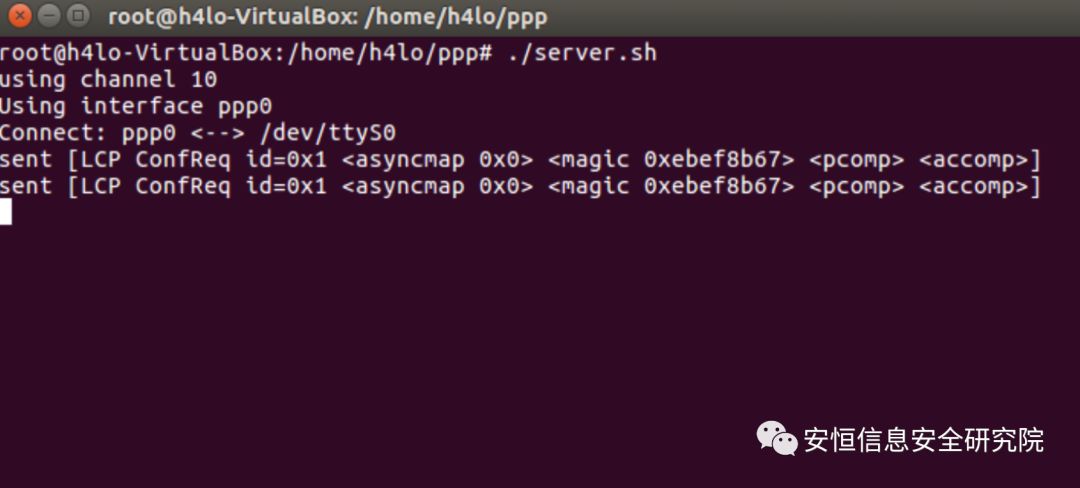 root@h4lo-VirtualBox: /home/h4lo/ppp
root@h4lo-VirtualBox:/home/h4lo/ppp# ./server.sh
using channel 10
Using interface ppp0
Connect: ppp0 <--> /dev/ttyS0
sent [LCP ConfReq id=0x1 <asyncmap 0x0> <magic 0xebef8b67> <pcomp> <accomp>]
sent [LCP ConfReq id=0x1 <asyncmap 0x0> <magic 0xebef8b67> <pcomp> <accomp>]
安恒信息安全研究院